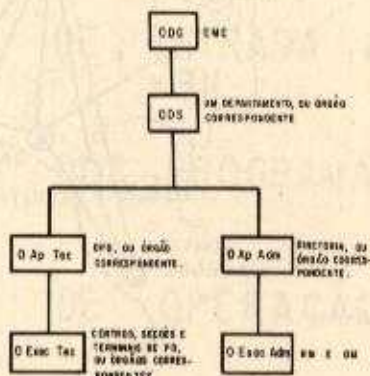 ODG EME
ODS
UM DEPARTAMENTO, OU ÓRGÃO
CORRESPONDENTE
O Ap Tec
OU ÓRGÃO
CORRESPONDENTE.
O Ap Adm
DIRETORIA, OU
ÓRGÃO CORRES-
PONDENTE.
O Exec Tec
CENTROS, SEÇÕES E
TERMINAIS DE PD,
OU ÓRGÃOS CORRES-
PONDENTES
O Exec Adm
RM E OM